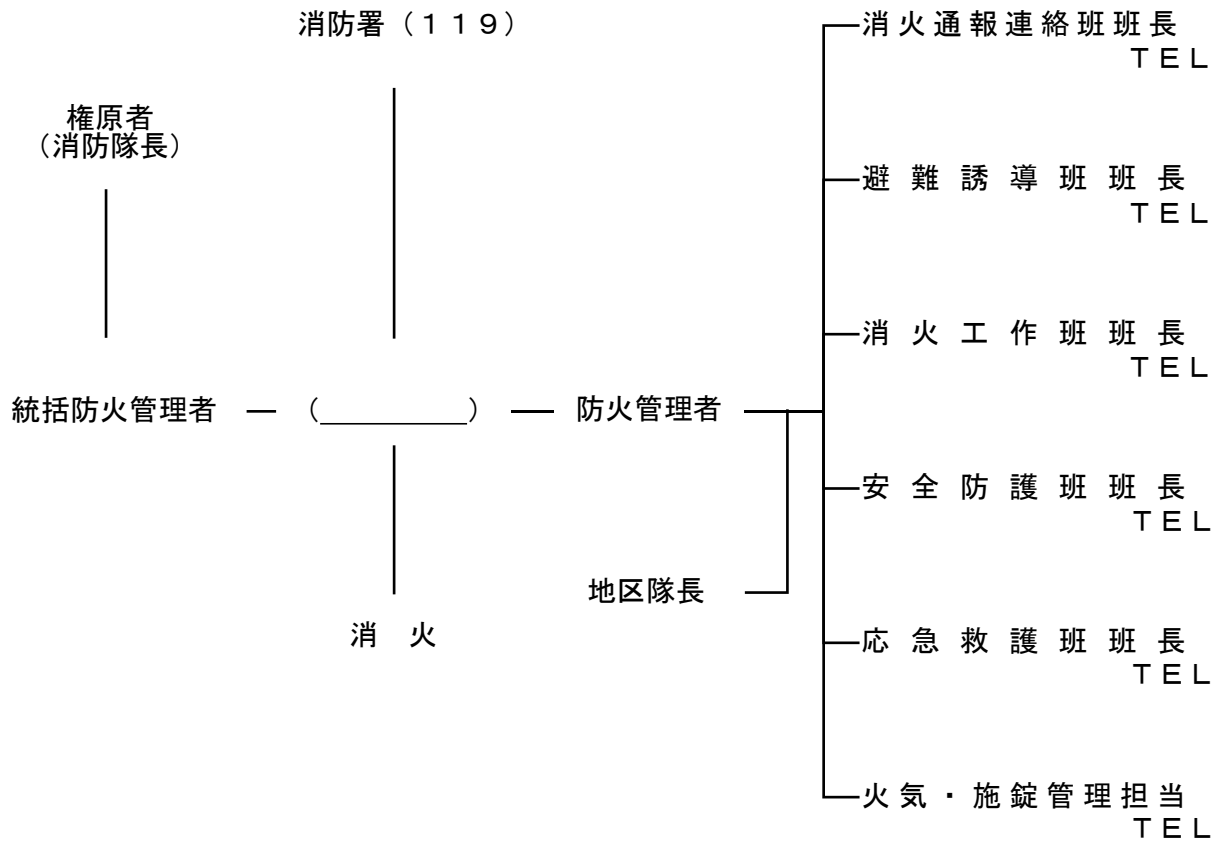 消防署（１１９）
権原者
（消防隊長）
統括防火管理者
（＿＿＿＿＿）
防火管理者
地区隊長
消　火
消火通報連絡班班長
ＴＥＬ
避難誘導班班長
ＴＥＬ
消火工作班班長
ＴＥＬ
安全防護班班長
ＴＥＬ
応急救護班班長
ＴＥＬ
火気・施錠管理担当
ＴＥＬ